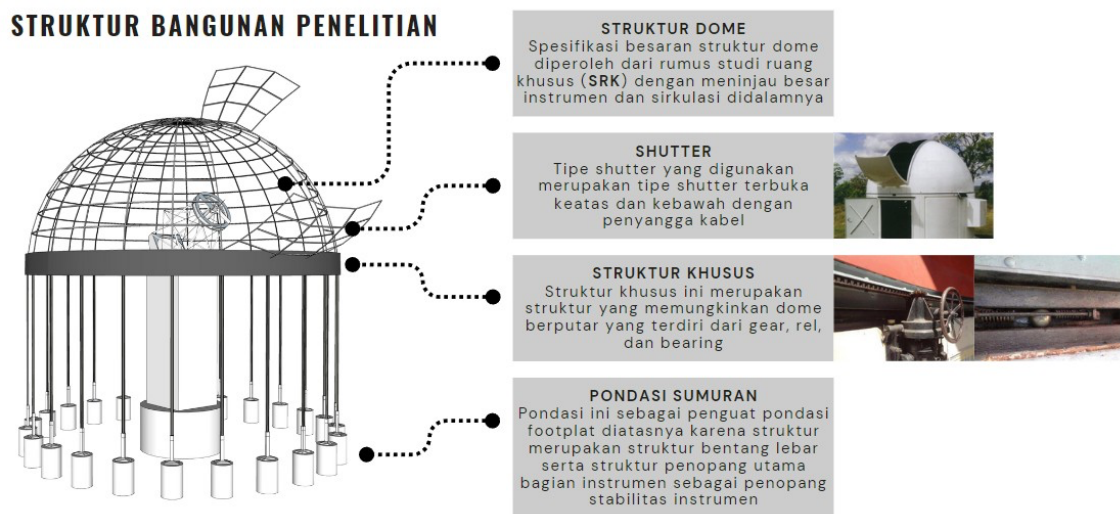 STRUKTUR BANGUNAN PENELITIAN
STRUKTUR DOME
Spesifikasi besaran struktur dome
diperoleh dari rumus studi ruang
khusus (SRK) dengan meninjau besar
instrumen dan sirkulasi didalamnya
SHUTTER
Tipe shutter yang digunakan
merupakan tipe shutter terbuka
keatas dan kebawah dengan
penyangga kabel
STRUKTUR KHUSUS
Struktur khusus ini merupakan
struktur yang memungkinkan dome
berputar yang terdiri dari gear, rel,
dan bearing
PONDASI SUMURAN
Pondasi ini sebagai penguat pondasi
footplat diatasnya karena struktur
merupakan struktur bentang lebar
serta struktur penopang utama
bagian instrumen sebagai penopang
stabilitas instrumen